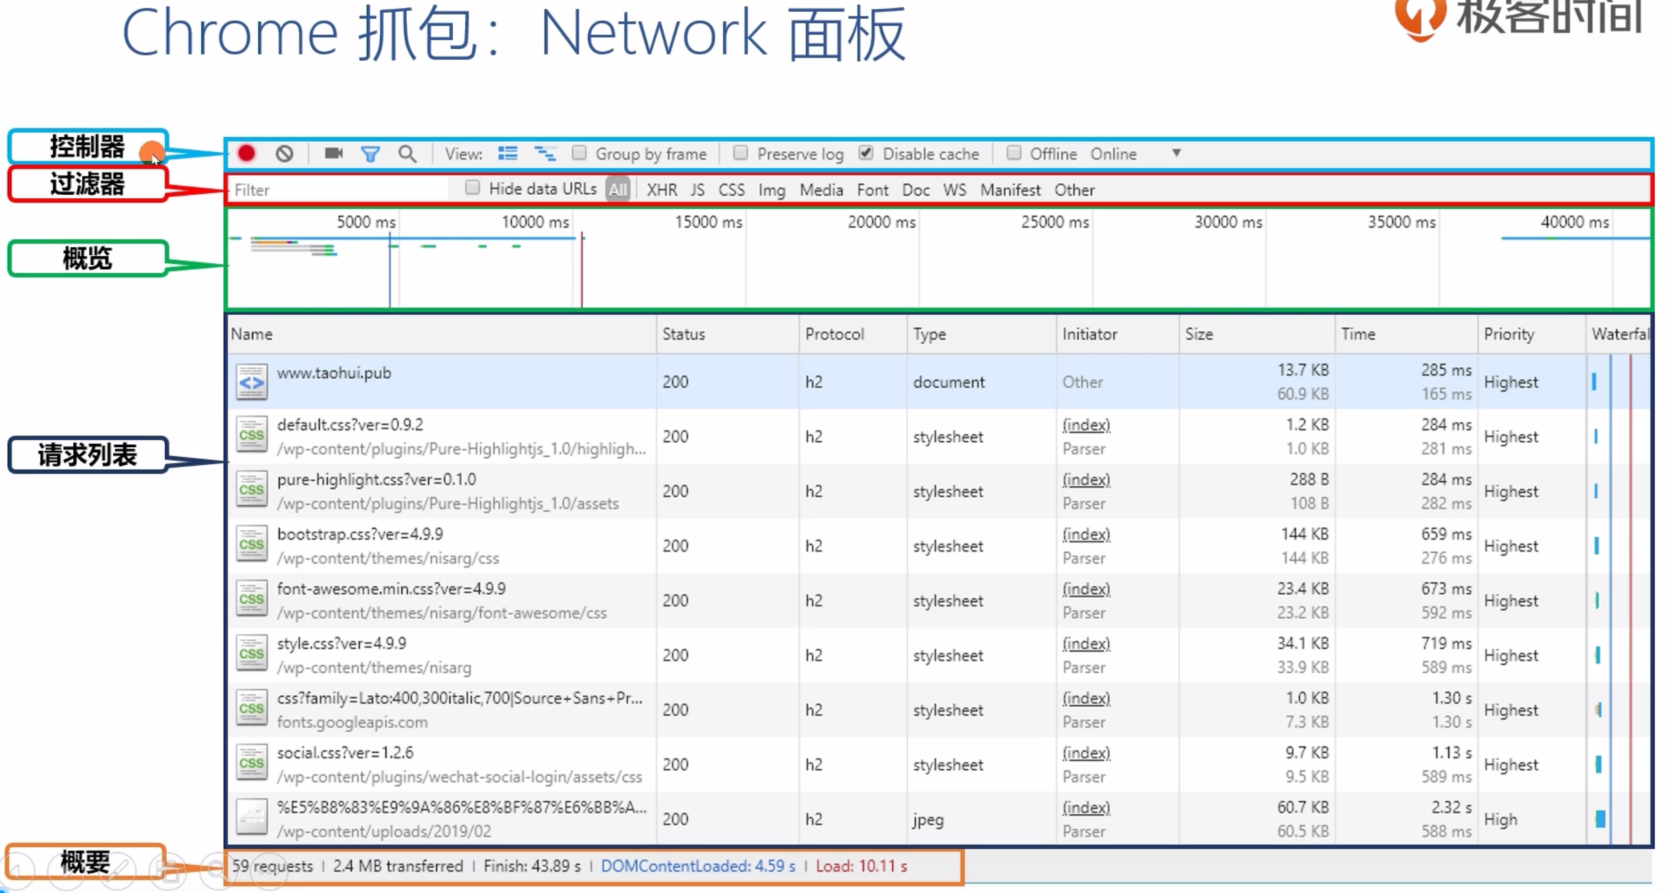 Chrome 抓包：Network 面板
极客时间
控制器
View: Group by frame Preserve log Disable cache Offline Online
过滤器
Filter Hide data URLs All XHR JS CSS Img Media Font Doc WS Manifest Other
概览
5000 ms 10000 ms 15000 ms 20000 ms 25000 ms 30000 ms 35000 ms 40000 ms
请求列表
Name Status Protocol Type Initiator Size Time Priority Waterfal
www.taohui.pub 200 h2 document Other 13.7 KB 285 ms Highest
60.9 KB 165 ms
default.css?ver=0.9.2 200 h2 stylesheet (index) 1.2 KB 284 ms Highest
/wp-content/plugins/Pure-Highlightjs_1.0/highligh... Parser 1.0 KB 281 ms
pure-highlight.css?ver=0.1.0 200 h2 stylesheet (index) 288 B 284 ms Highest
/wp-content/plugins/Pure-Highlightjs_1.0/assets Parser 108 B 282 ms
bootstrap.css?ver=4.9.9 200 h2 stylesheet (index) 144 KB 659 ms Highest
/wp-content/themes/nisarg/css Parser 144 KB 276 ms
font-awesome.min.css?ver=4.9.9 200 h2 stylesheet (index) 23.4 KB 673 ms Highest
/wp-content/themes/nisarg/font-awesome/css Parser 23.2 KB 592 ms
style.css?ver=4.9.9 200 h2 stylesheet (index) 34.1 KB 719 ms Highest
/wp-content/themes/nisarg Parser 33.9 KB 589 ms
css?family=Lato:400,300italic,700|Source+Sans+Pr... 200 h2 stylesheet (index) 1.0 KB 1.30 s Highest
fonts.googleapis.com Parser 7.3 KB 1.30 s
social.css?ver=1.2.6 200 h2 stylesheet (index) 9.7 KB 1.13 s Highest
/wp-content/plugins/wechat-social-login/assets/css Parser 9.5 KB 589 ms
%E5%B8%83%E9%9A%86%E8%BF%87%E6%BB%A... 200 h2 jpeg (index) 60.7 KB 2.32 s High
/wp-content/uploads/2019/02 Parser 60.5 KB 588 ms
概要
59 requests | 2.4 MB transferred | Finish: 43.89 s | DOMContentLoaded: 4.59 s | Load: 10.11 s